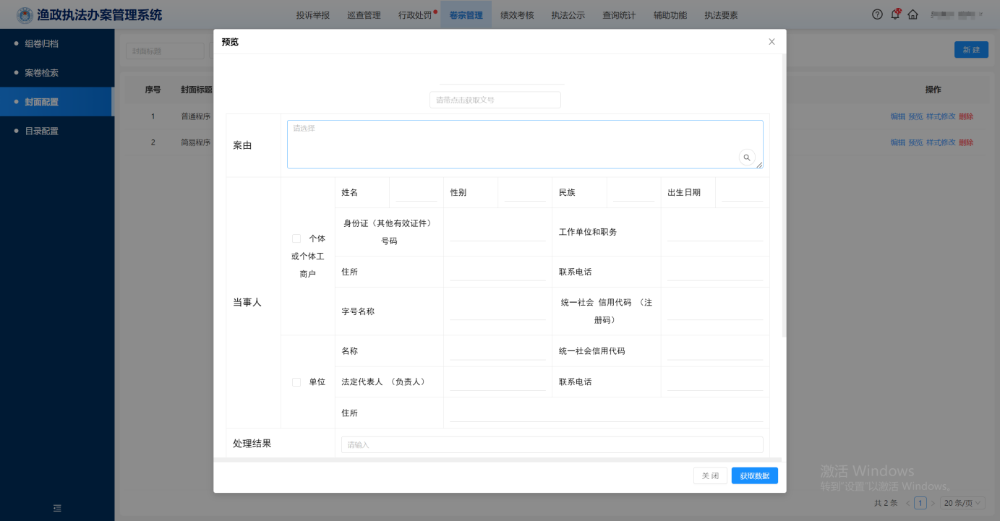 渔政执法办案管理系统
投诉举报 巡查管理 行政处罚 卷宗管理 绩效考核 执法公示 查询统计 辅助功能 执法要素
组卷归档
案卷检索
封面配置
目录配置
封面标题
新 建
序号 封面标题 操作
1 普通程序 编辑 预览 样式修改 删除
2 简易程序 编辑 预览 样式修改 删除
预览
请带点击获取文号
案由
请选择
当事人
个体或个体工商户
姓名 性别 民族 出生日期
身份证（其他有效证件）号码 工作单位和职务
住所 联系电话
字号名称 统一社会 信用代码 （注册码）
单位
名称 统一社会信用代码
法定代表人 （负责人） 联系电话
住所
处理结果 请输入
关 闭 获取数据
激活 Windows
转到"设置"以激活 Windows。
共 2 条 < 1 > 20 条/页